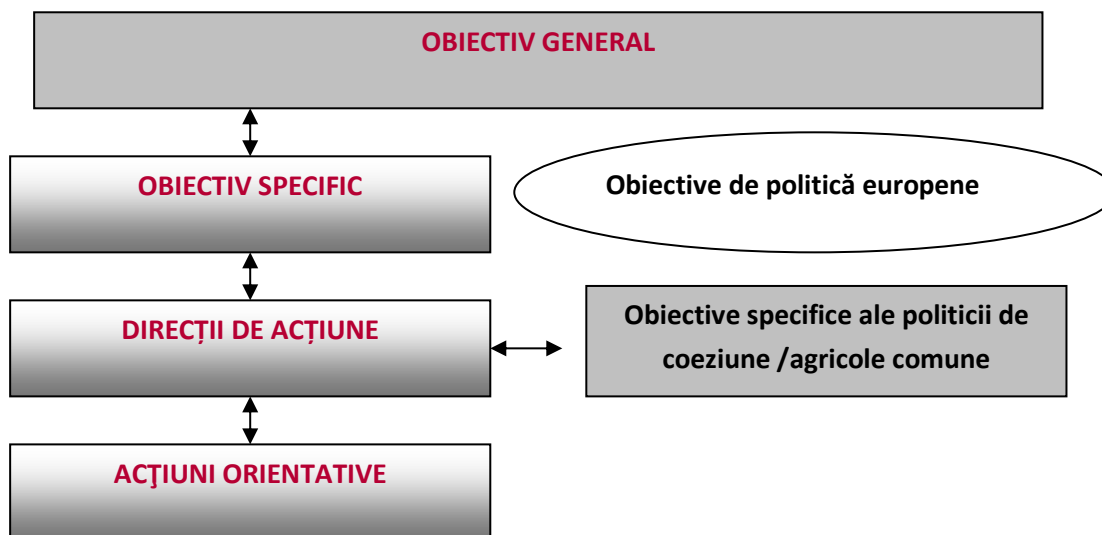 OBIECTIV GENERAL
OBIECTIV SPECIFIC
Obiective de politică europene
DIRECȚII DE ACȚIUNE
Obiective specifice ale politicii de
coeziune /agricole comune
ACŢIUNI ORIENTATIVE